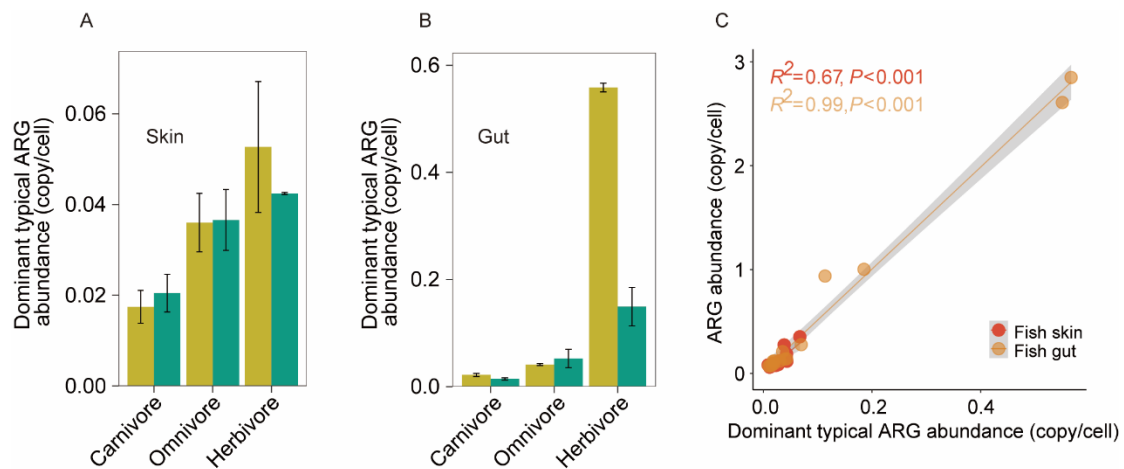 A
Dominant typical ARG
abundance (copy/cell)
0.06
0.04
0.02
0.00
Skin
Carnivore
Omnivore
Herbivore
B
Dominant typical ARG
abundance (copy/cell)
0.6
0.4
0.2
0.0
Gut
Carnivore
Omnivore
Herbivore
C
ARG abundance (copy/cell)
3
2
1
0
R2=0.67, P<0.001
R2=0.99, P<0.001
Fish skin
Fish gut
0.0 0.2 0.4
Dominant typical ARG abundance (copy/cell)